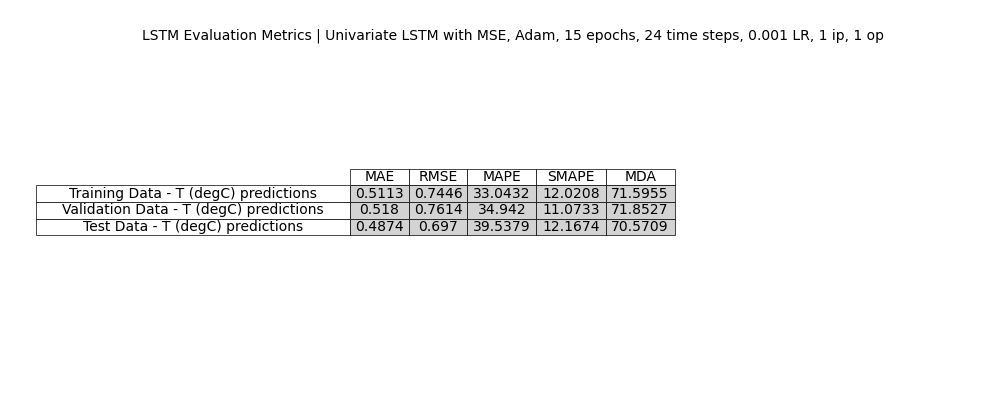 LSTM Evaluation Metrics | Univariate LSTM with MSE, Adam, 15 epochs, 24 time steps, 0.001 LR, 1 ip, 1 op
MAE RMSE MAPE SMAPE MDA
Training Data - T (degC) predictions 0.5113 0.7446 33.0432 12.0208 71.5955
Validation Data - T (degC) predictions 0.518 0.7614 34.942 11.0733 71.8527
Test Data - T (degC) predictions 0.4874 0.697 39.5379 12.1674 70.5709